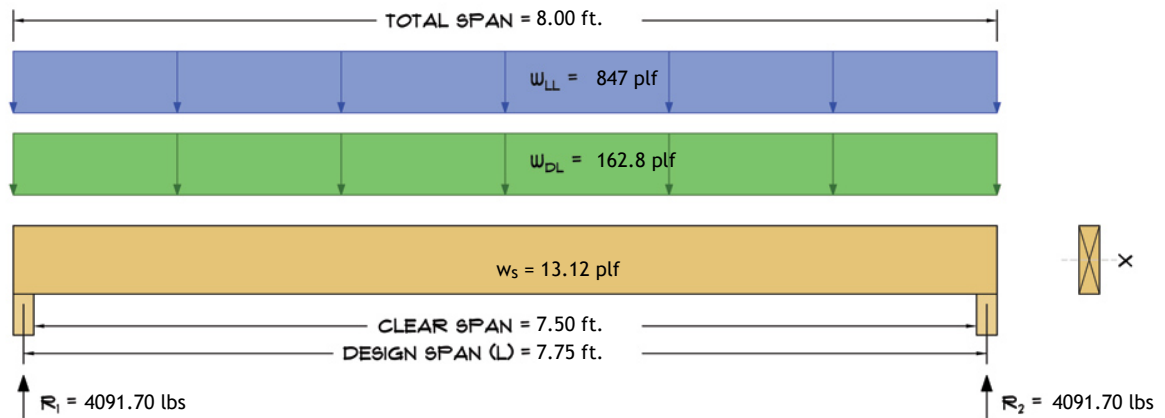 TOTAL SPAN = 8.00 ft.
WLL = 847 plf
WDL = 162.8 plf
ws = 13.12 plf
X
CLEAR SPAN = 7.50 ft.
DESIGN SPAN (L) = 7.75 ft.
R1 = 4091.70 lbs
R2 = 4091.70 lbs